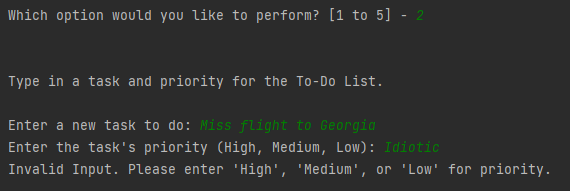 Which option would you like to perform? [1 to 5] - 2
Type in a task and priority for the To-Do List.
Enter a new task to do: Miss flight to Georgia
Enter the task's priority (High, Medium, Low): Idiotic
Invalid Input. Please enter 'High', 'Medium', or 'Low' for priority.